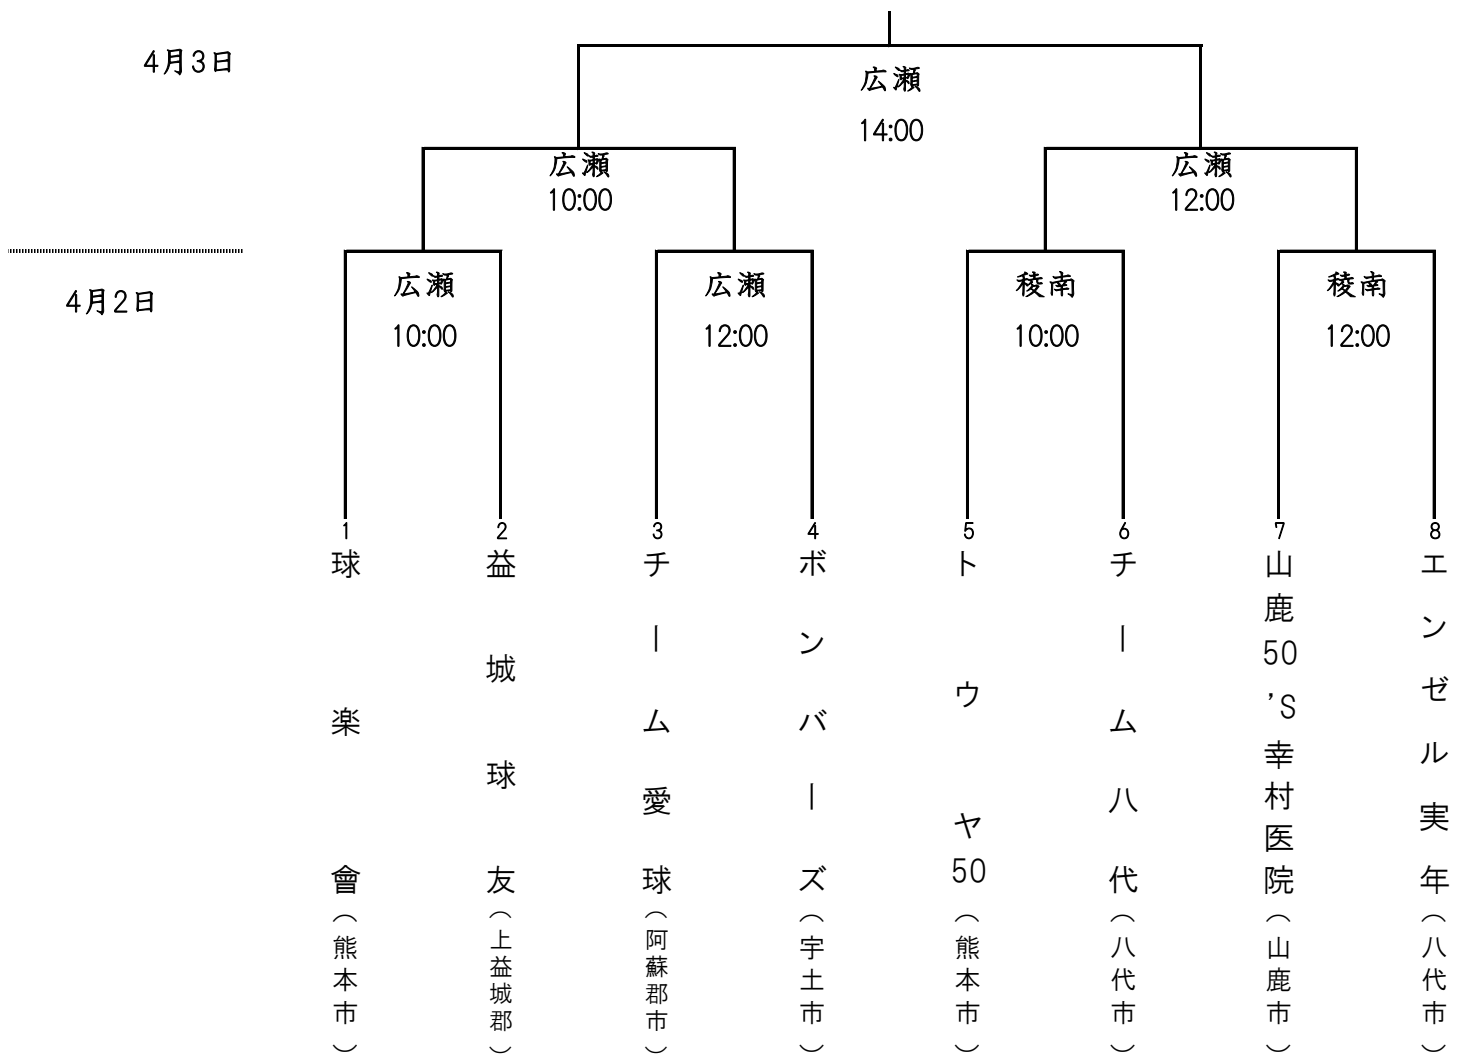 4月3日
広瀬
14:00
広瀬
10:00
広瀬
12:00
4月2日
広瀬
10:00
広瀬
12:00
稜南
10:00
稜南
12:00
1
球楽會(熊本市)
2
益城球友(上益城郡)
3
チーム愛球(阿蘇郡市)
4
ボンバーズ(宇土市)
5
トウヤ50(熊本市)
6
チーム八代(八代市)
7
山鹿50’S幸村医院(山鹿市)
8
エンゼル実年(八代市)